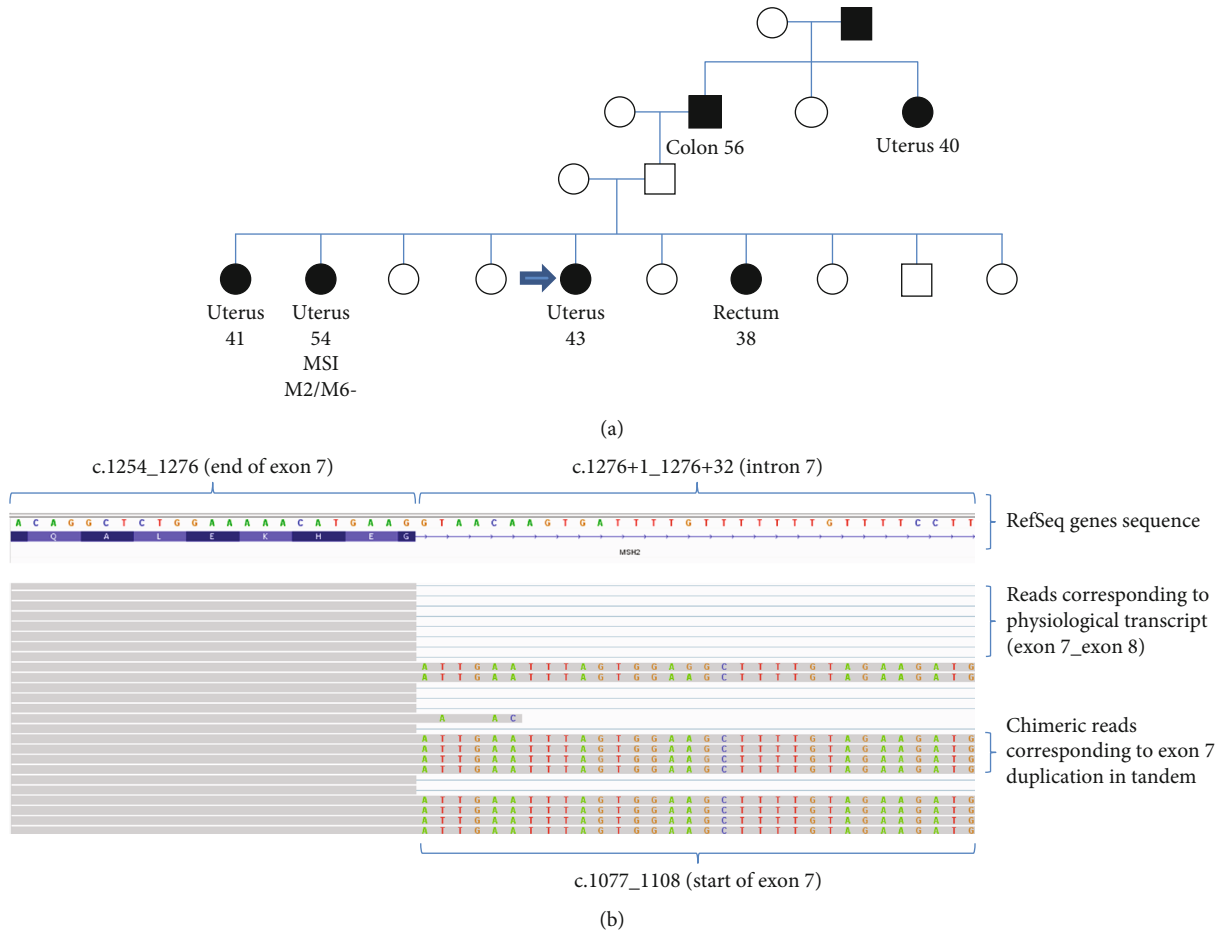 Colon 56
Uterus 40
Uterus
41
Uterus
54
MSI
M2/M6-
Uterus
43
Rectum
38
(a)
c.1254_1276 (end of exon 7)
c.1276+1_1276+32 (intron 7)
A C A G G C T C T G G A A A A A C A T G A A G G T A A C A A G T G A T T T T G T T T T T T T G T T T T C C T T
Q A L E K H E G
MSH2
RefSeq genes sequence
Reads corresponding to
physiological transcript
(exon 7_exon 8)
A T T G A A T T T A G T G G A G G C T T T T G T A G A A G A T G
A T T G A A T T T A G T G G A A G C T T T T G T A G A A G A T G
A A C
A T T G A A T T T A G T G G A A G C T T T T G T A G A A G A T G
A T T G A A T T T A G T G G A A G C T T T T G T A G A A G A T G
A T T G A A T T T A G T G G A A G C T T T T G T A G A A G A T G
A T T G A A T T T A G T G G A A G C T T T T G T A G A A G A T G
Chimeric reads
corresponding to exon 7
duplication in tandem
A T T G A A T T T A G T G G A A G C T T T T G T A G A A G A T G
A T T G A A T T T A G T G G A A G C T T T T G T A G A A G A T G
A T T G A A T T T A G T G G A A G C T T T T G T A G A A G A T G
A T T G A A T T T A G T G G A A G C T T T T G T A G A A G A T G
c.1077_1108 (start of exon 7)
(b)